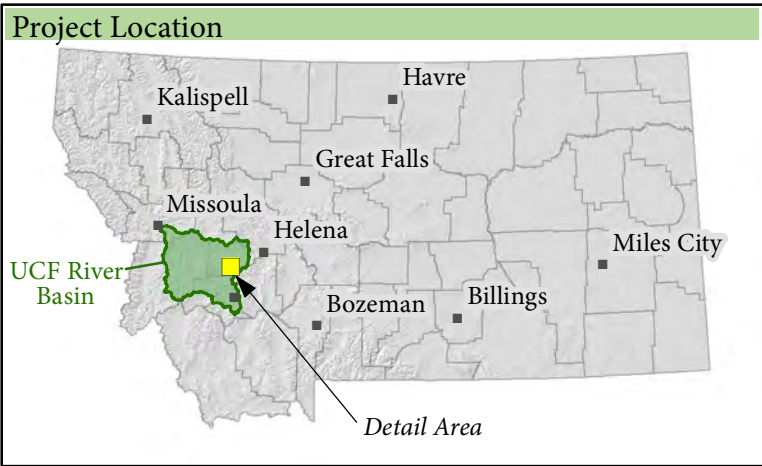 Project Location
Havre
Kalispell
Great Falls
Missoula
Helena
Miles City
UCF River
Basin
Bozeman
Billings
Detail Area